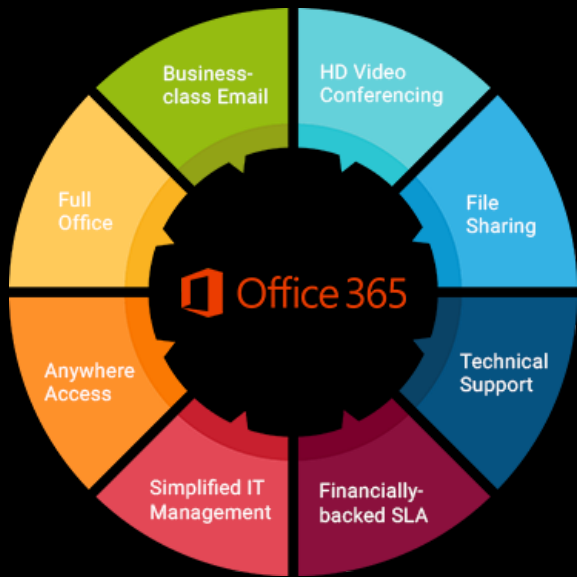 Business-
class Email
HD Video
Conferencing
Full
Office
File
Sharing
Office 365
Anywhere
Access
Technical
Support
Simplified IT
Management
Financially-
backed SLA